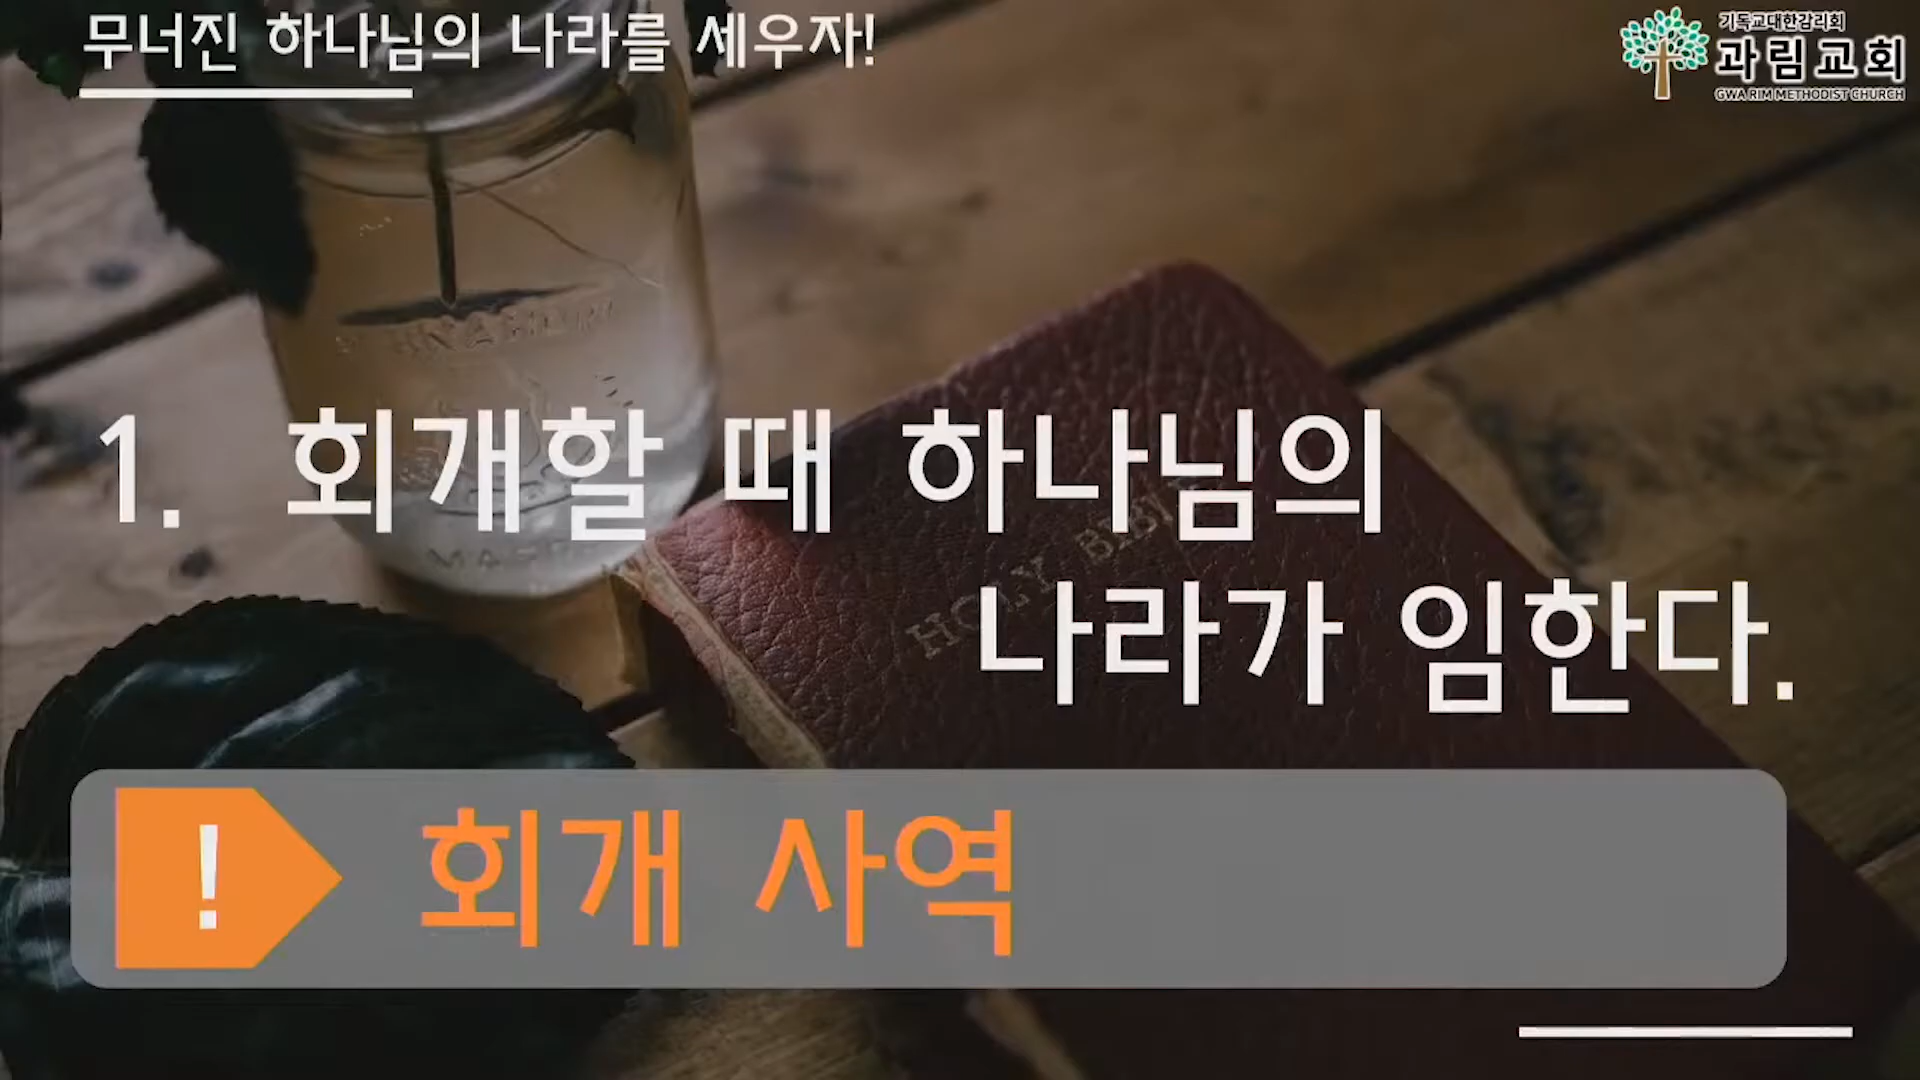 무너진 하나님의 나라를 세우자!
기독교대한감리회
과림교회
GWA RIM METHODIST CHURCH
1. 회개할 때 하나님의
나라가 임한다.
HOLY BIBLE
! 회개 사역